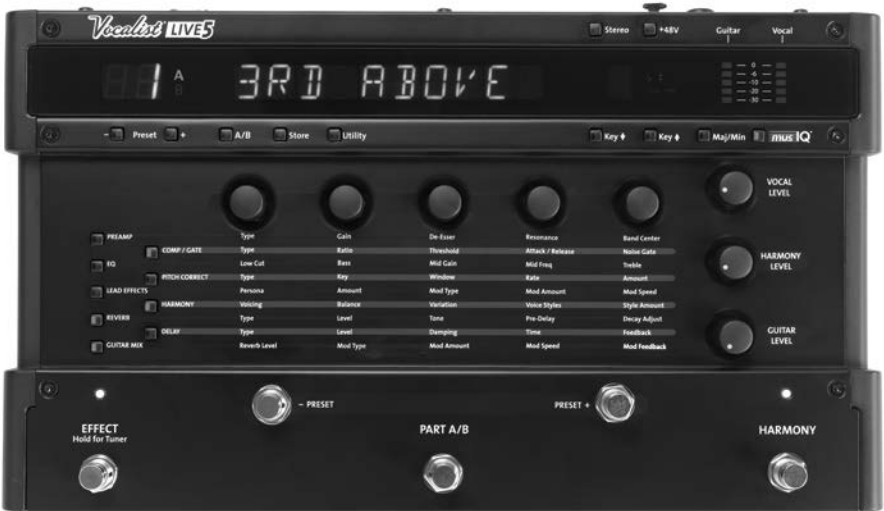 Vocalist LIVE5
Stereo +48V Guitar Vocal
1 A 3RD ABOVE
B
0
-6
-10
-20
-30
- Preset + A/B Store Utility Key Key Maj/Min mus IQ
VOCAL LEVEL
PREAMP Type Gain De-Esser Resonance Band Center
COMP / GATE Type Ratio Threshold Attack / Release Noise Gate
EQ Low Cut Bass Mid Gain Mid Freq Treble
HARMONY LEVEL
PITCH CORRECT Type Key Window Rate Amount
LEAD EFFECTS Persona Amount Mod Type Mod Amount Mod Speed
HARMONY Voicing Balance Variation Voice Styles Style Amount
REVERB Type Level Tone Pre-Delay Decay Adjust
DELAY Type Level Damping Time Feedback
GUITAR LEVEL
GUITAR MIX Reverb Level Mod Type Mod Amount Mod Speed Mod Feedback
- PRESET PRESET +
EFFECT PART A/B HARMONY
Hold for Tuner